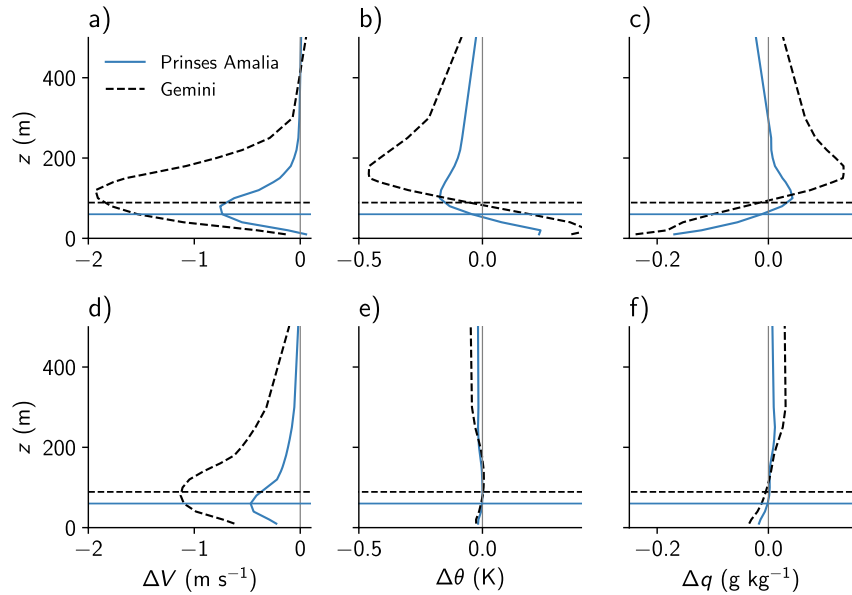 a)
b)
c)
Prinses Amalia
Gemini
z (m)
400
200
0
−2
−1
0
−0.5
0.0
−0.2
0.0
d)
e)
f)
z (m)
400
200
0
−2
−1
0
−0.5
0.0
−0.2
0.0
ΔV (m s⁻¹)
Δθ (K)
Δq (g kg⁻¹)